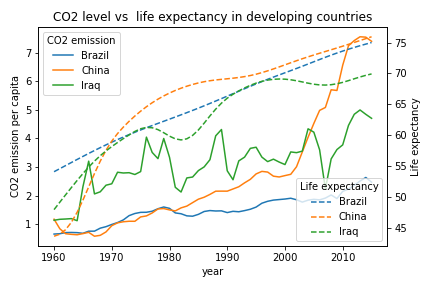 CO2 level vs  life expectancy in developing countries
CO2 emission
Brazil
China
Iraq
Life expectancy
Brazil
China
Iraq
CO2 emission per capita
1
2
3
4
5
6
7
Life expectancy
45
50
55
60
65
70
75
1960
1970
1980
1990
2000
2010
year